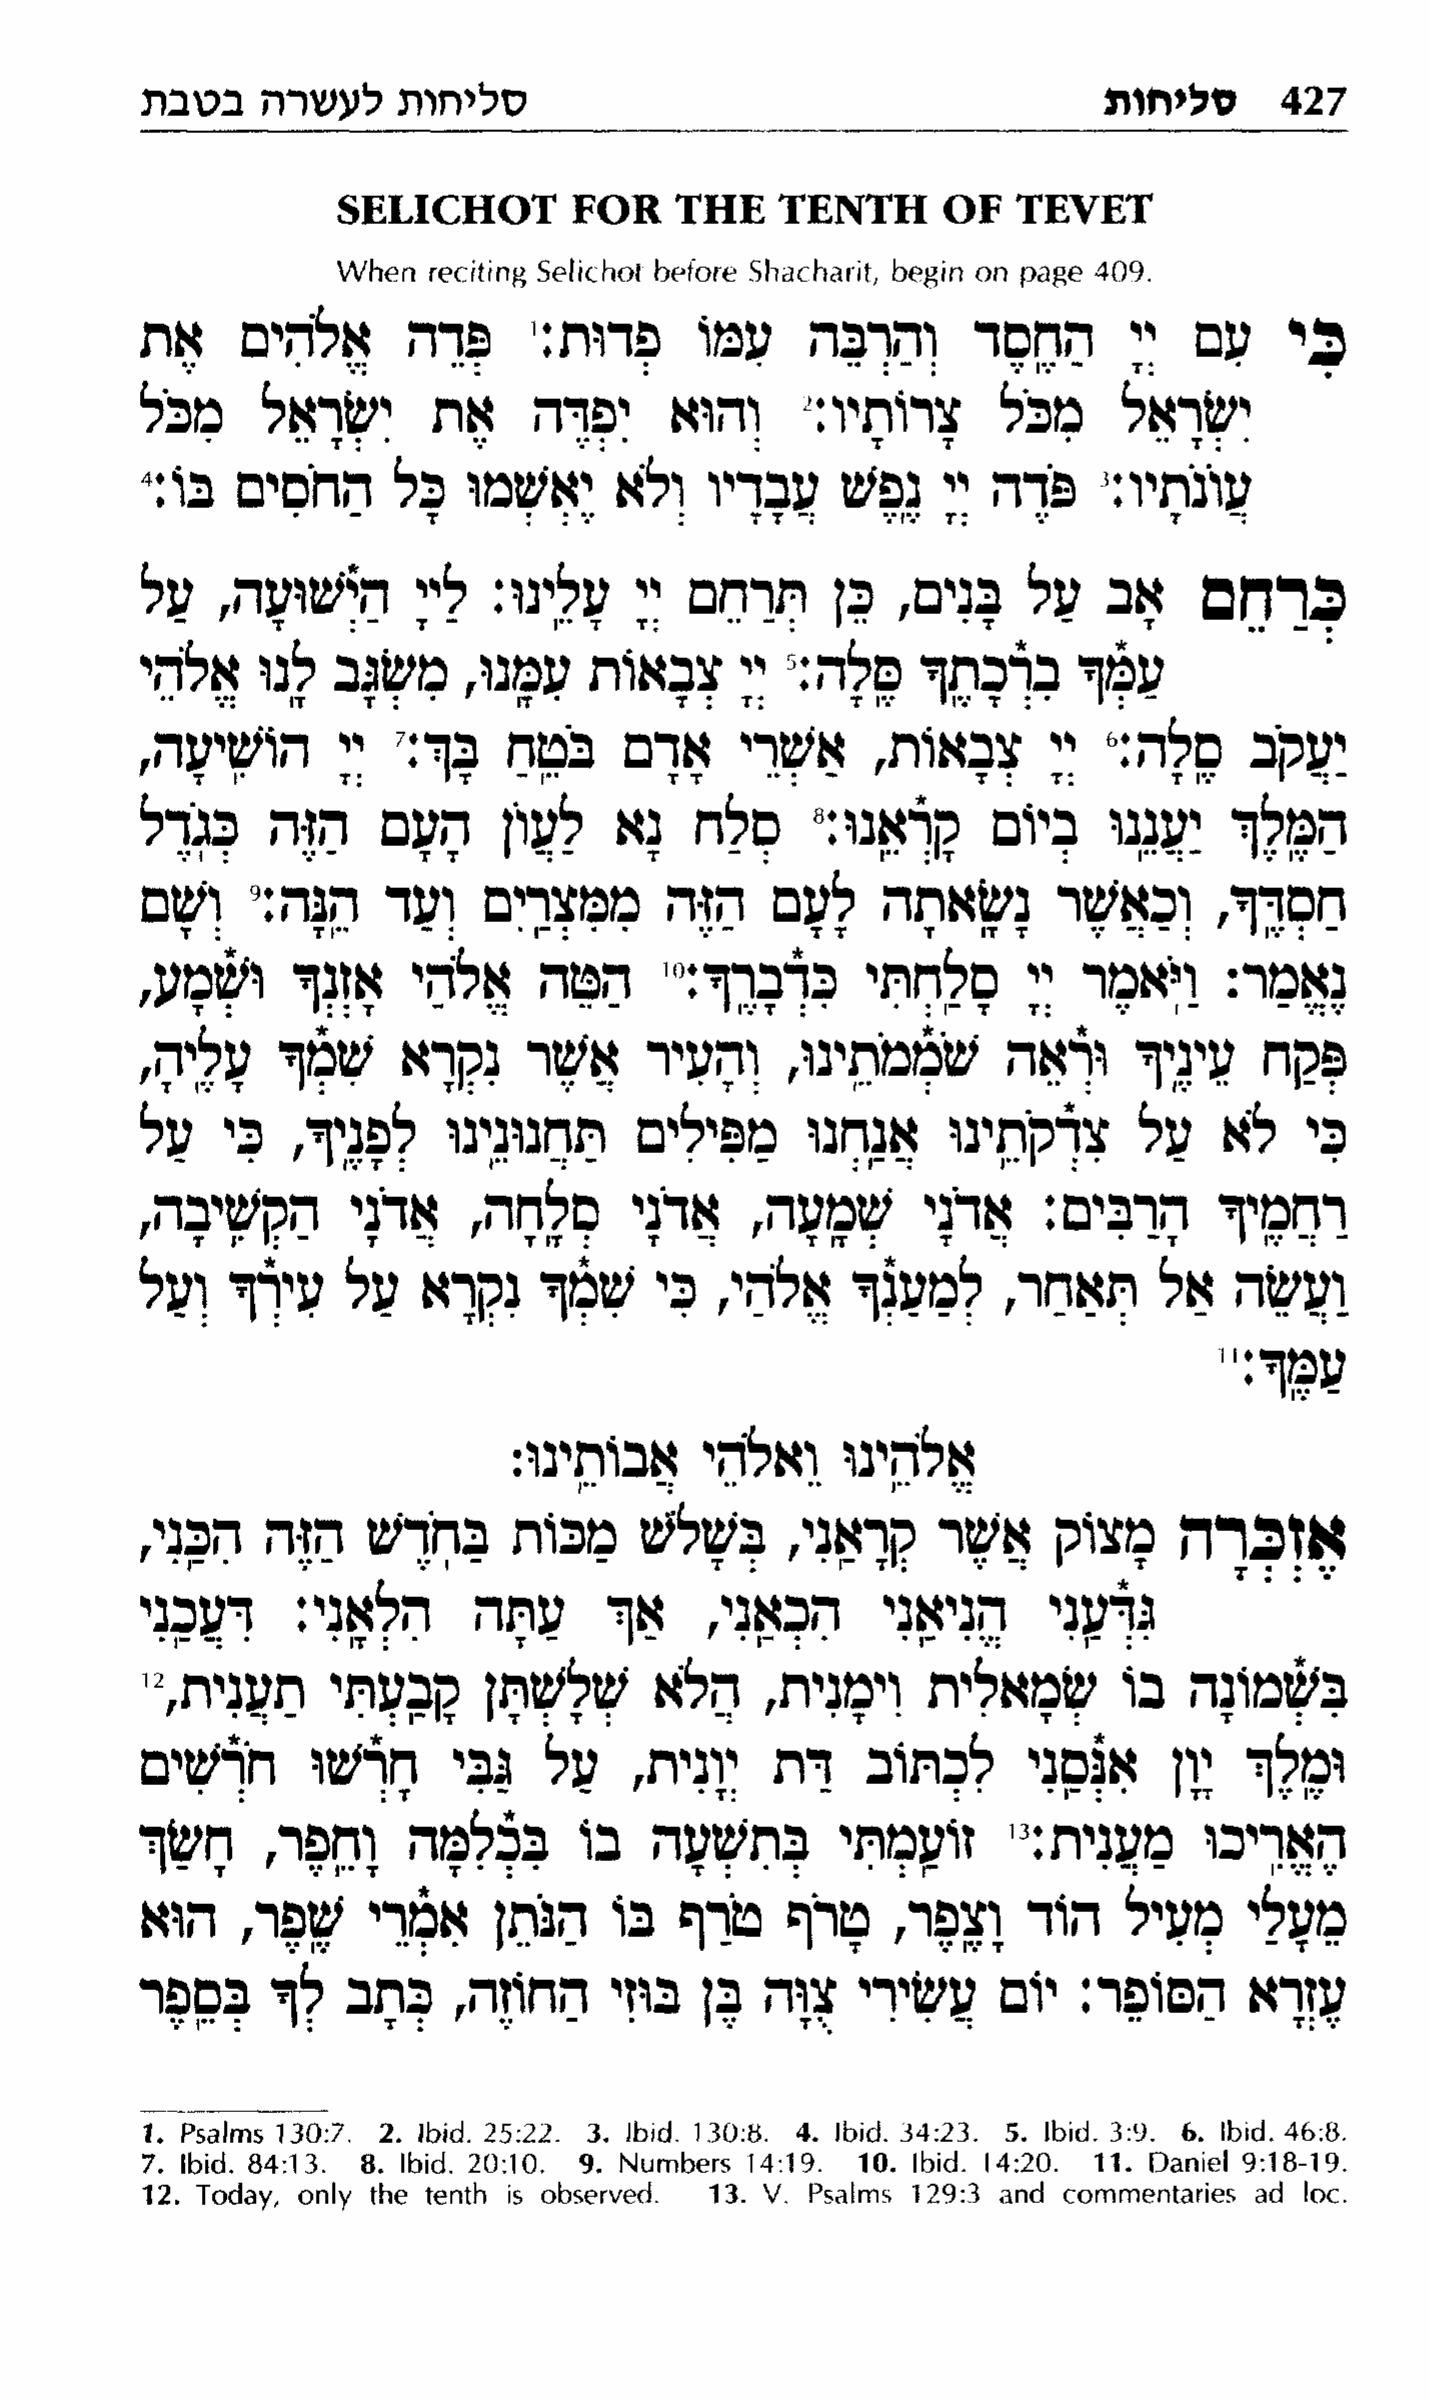 427 סליחות סליחות לעשרה בטבת
SELICHOT FOR THE TENTH OF TEVET
When reciting Selichot before Shacharit, begin on page 409.
כִּי עִם יְיָ הַחֶֽסֶד וְהַרְבֵּה עִמּוֹ פְדוּת:1 פְּדֵה אֱלֹהִים אֶת
יִשְׂרָאֵל מִכֹּל צָרוֹתָיו:2 וְהוּא יִפְדֶּה אֶת יִשְׂרָאֵל מִכֹּל
עֲוֹנֹתָיו:3 פֹּדֶה יְיָ נֶֽפֶשׁ עֲבָדָיו וְלֹא יֶאְשְׁמוּ כָּל הַחֹסִים בּוֹ:4
כְּרַחֵם אָב עַל בָּנִים, כֵּן תְּרַחֵם יְיָ עָלֵֽינוּ: לַייָ הַיְ*שׁוּעָה, עַל
עַמְּ*ךָ בִרְ*כָתֶֽךָ סֶּֽלָה:5 יְיָ צְבָאוֹת עִמָּֽנוּ, מִשְׂגָּב לָֽנוּ אֱלֹהֵי
יַעֲקֹב סֶֽלָה:6 יְיָ צְבָאוֹת, אַשְׁרֵי אָדָם בֹּטֵֽחַ בָּךְ:7 יְיָ הוֹשִֽׁיעָה,
הַמֶּֽלֶךְ יַעֲנֵֽנוּ בְיוֹם קָרְ*אֵֽנוּ:8 סְלַח נָא לַעֲוֹן הָעָם הַזֶּה כְּגֹֽדֶל
חַסְדֶּֽךָ, וְכַאֲשֶׁר נָשָֽׂאתָה לָעָם הַזֶּה מִמִּצְרַֽיִם וְעַד הֵֽנָּה:9 וְשָׁם
נֶאֱמַר: וַיֹּֽאמֶר יְיָ סָלַֽחְתִּי כִּדְ*בָרֶֽךָ:10 הַטֵּה אֱלֹהַי אָזְנְךָ וּשְׁ*מָע,
פְּקַח עֵינֶֽיךָ וּרְ*אֵה שֹׁמְ*מֹתֵֽינוּ, וְהָעִיר אֲשֶׁר נִקְרָא שִׁמְ*ךָ עָלֶֽיהָ,
כִּי לֹא עַל צִדְ*קֹתֵֽינוּ אֲנַֽחְנוּ מַפִּילִים תַּחֲנוּנֵֽינוּ לְפָנֶֽיךָ, כִּי עַל
רַחֲמֶֽיךָ הָרַבִּים: אֲדֹנָי שְׁמָֽעָה, אֲדֹנָי סְלָֽחָה, אֲדֹנָי הַקְשִֽׁיבָה,
וַעֲשֵׂה אַל תְּאַחַר, לְמַעַנְ*ךָ אֱלֹהַי, כִּי שִׁמְ*ךָ נִקְרָא עַל עִירְ*ךָ וְעַל
עַמֶּֽךָ:11
אֱלֹהֵֽינוּ וֵאלֹהֵי אֲבוֹתֵֽינוּ:
אֶזְכְּרָה מָצוֹק אֲשֶׁר קְרָאַֽנִי, בְּשָׁלֹשׁ מַכּוֹת בַּחֹֽדֶשׁ הַזֶּה הִכַּֽנִי,
גִּדְּ*עַֽנִי הֱנִיאַֽנִי הִכְאַֽנִי, אַךְ עַתָּה הִלְאָֽנִי: דִּעֲכַֽנִי
בִּשְׁ*מוֹנָה בוֹ שְׂמָאלִית וִימָנִית, הֲלֹא שְׁלָשְׁתָּן קָבַֽעְתִּי תַעֲנִית,12
וּמֶֽלֶךְ יָוָן אִנְּ*סַֽנִי לִכְתּוֹב דָּת יְוָנִית, עַל גַּבִּי חָרְ*שׁוּ חֹרְ*שִׁים
הֶאֱרִֽיכוּ מַעֲנִית:13 זוֹעַֽמְתִּי בְּתִשְׁעָה בוֹ בִּכְ*לִמָּה וָחֵֽפֶר, חָשַׂךְ
מֵעָלַי מְעִיל הוֹד וָצֶֽפֶר, טָרֹף טֹרַף בּוֹ הַנֹּתֵן אִמְ*רֵי שֶֽׁפֶר, הוּא
עֶזְרָא הַסּוֹפֵר: יוֹם עֲשִׂירִי צֻוָּה בֶּן בּוּזִי הַחוֹזֶה, כְּתָב לְךָ בְּסֵֽפֶר
1. Psalms 130:7. 2. Ibid. 25:22. 3. Ibid. 130:8. 4. Ibid. 34:23. 5. Ibid. 3:9. 6. Ibid. 46:8.
7. Ibid. 84:13. 8. Ibid. 20:10. 9. Numbers 14:19. 10. Ibid. 14:20. 11. Daniel 9:18-19.
12. Today, only the tenth is observed. 13. V. Psalms 129:3 and commentaries ad loc.